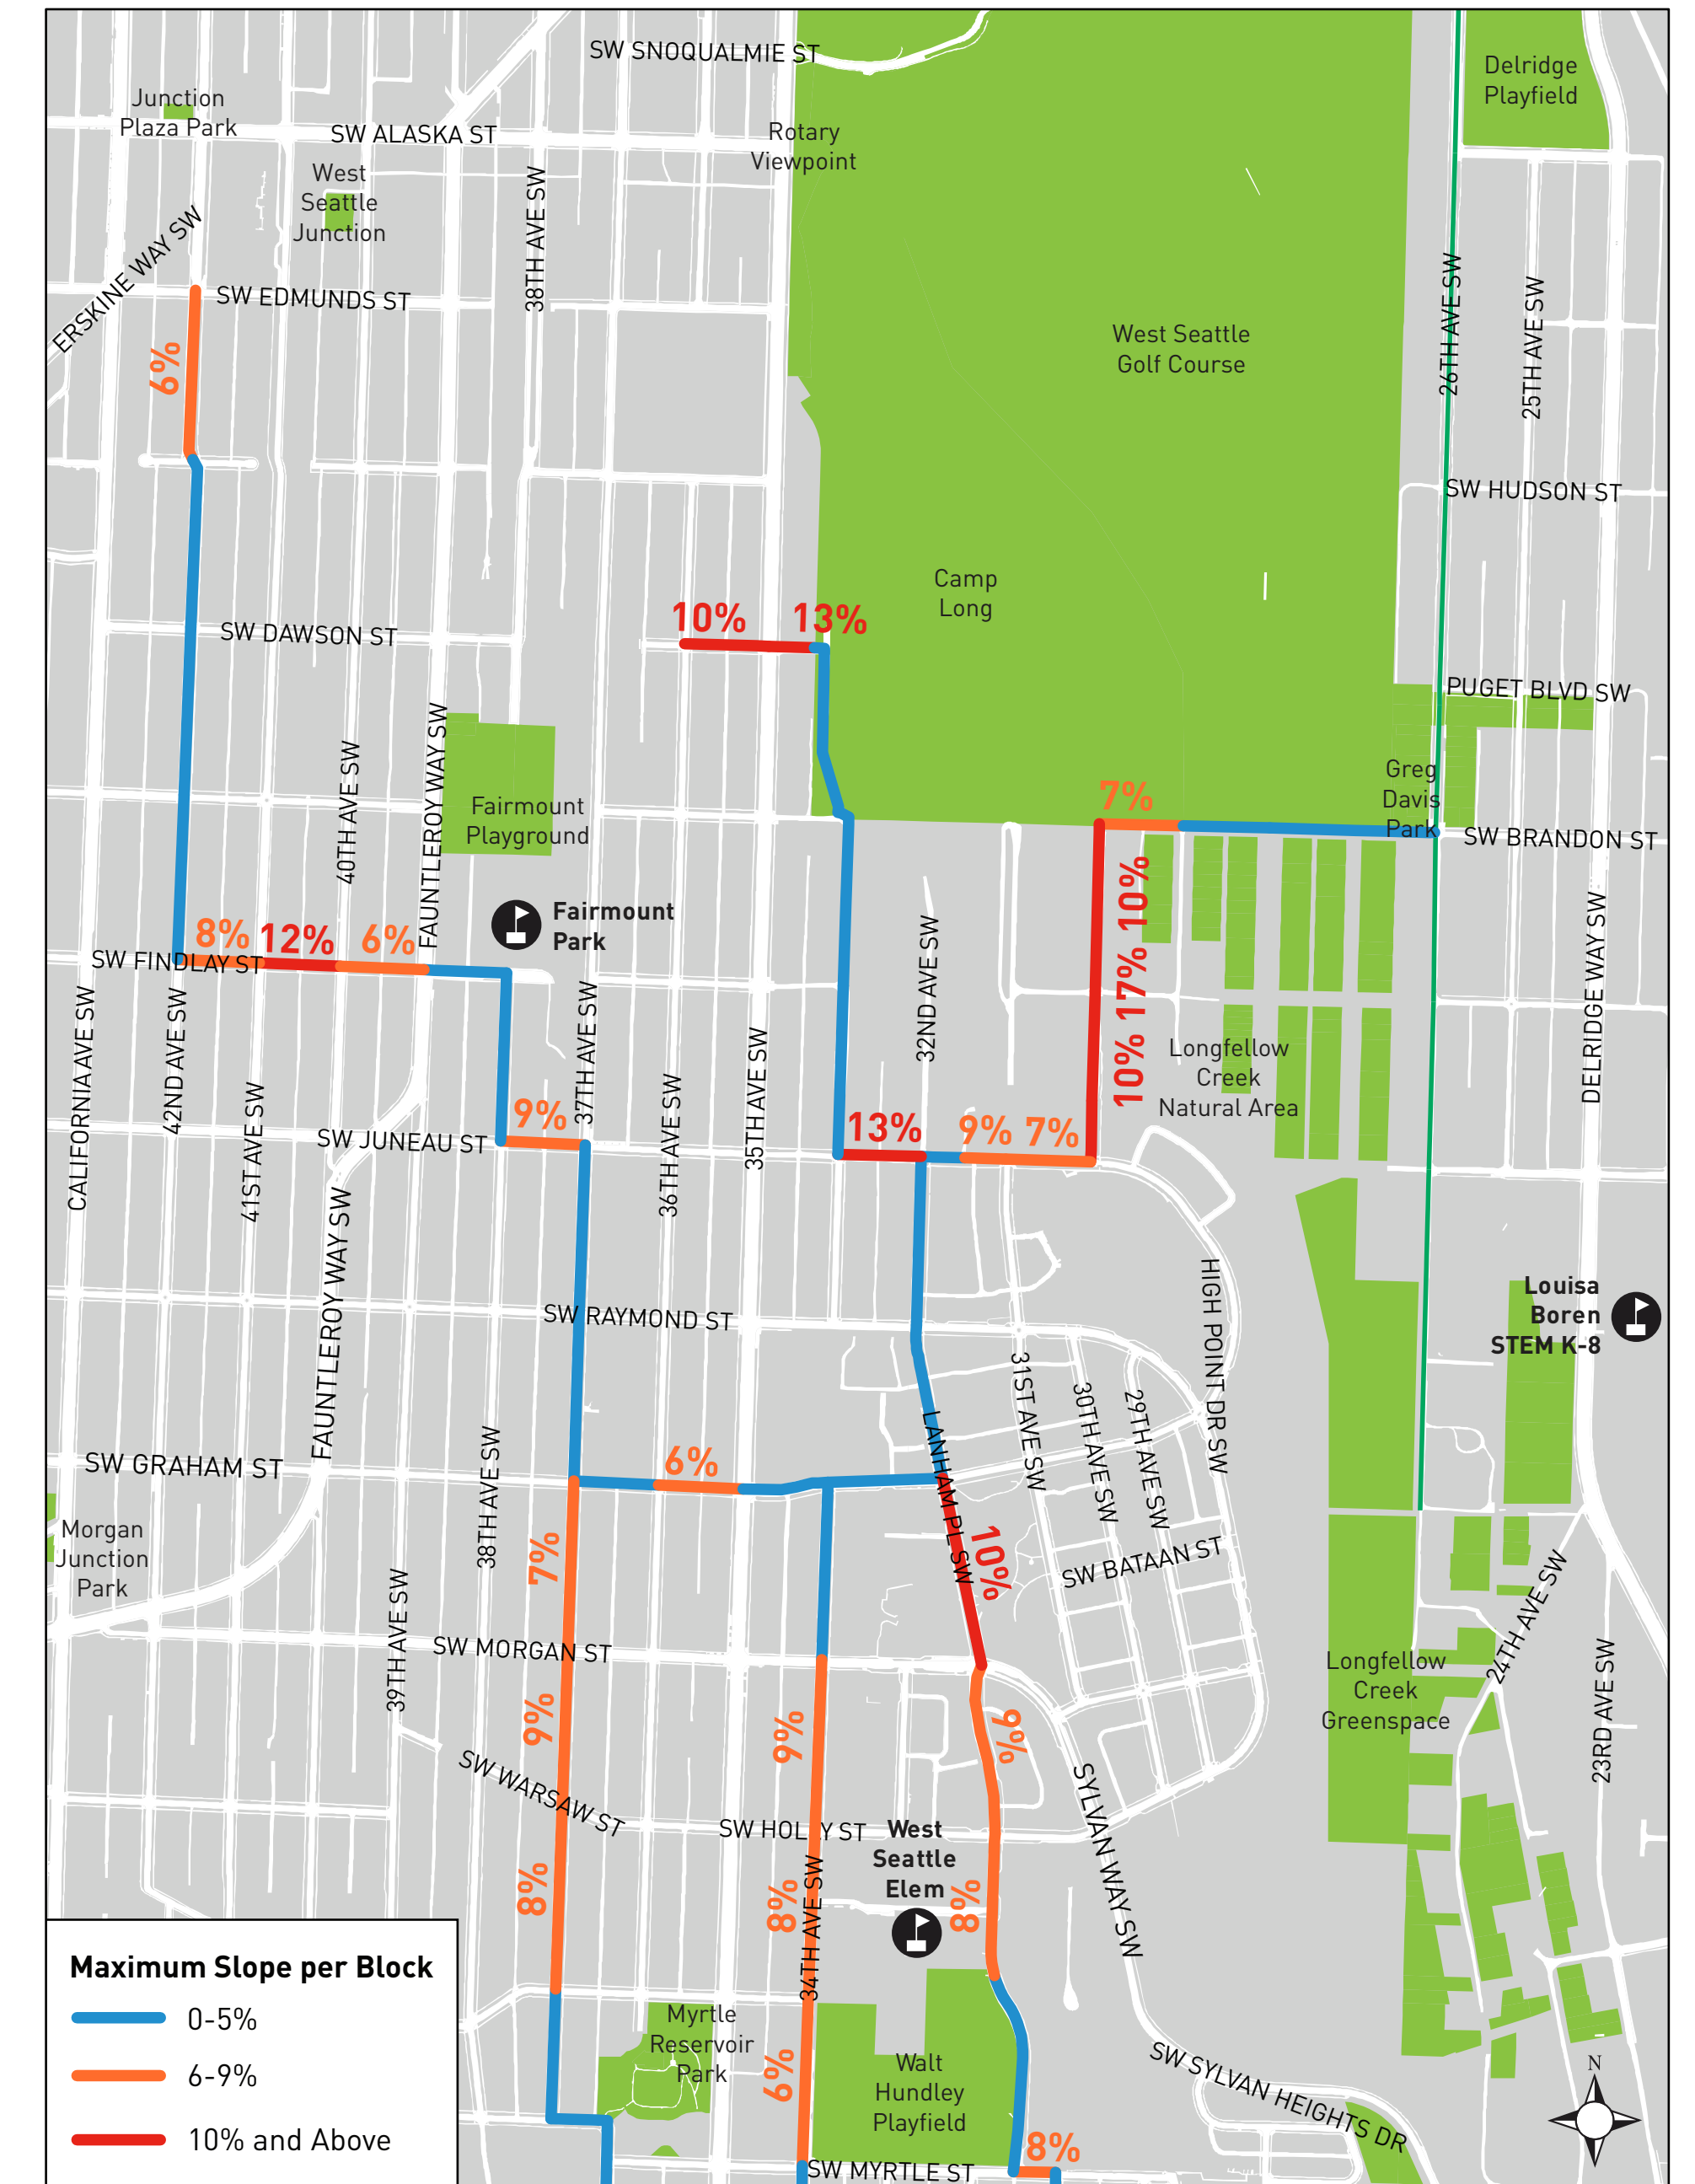 SW SNOQUALMIE ST
Delridge
Playfield
Junction
Plaza Park
SW ALASKA ST
Rotary
Viewpoint
West
Seattle
Junction
38TH AVE SW
ERSKINE WAY SW
SW EDMUNDS ST
6%
West Seattle
Golf Course
26TH AVE SW
25TH AVE SW
SW HUDSON ST
Camp
Long
10%
13%
SW DAWSON ST
PUGET BLVD SW
40TH AVE SW
FAUNTLEROY WAY SW
Fairmount
Playground
Greg
Davis
Park
7%
SW BRANDON ST
Fairmount
Park
8%
12%
6%
SW FINDLAY ST
10%
17%
10%
32ND AVE SW
DELRIDGE WAY SW
CALIFORNIA AVE SW
42ND AVE SW
41ST AVE SW
37TH AVE SW
36TH AVE SW
35TH AVE SW
Longfellow
Creek
Natural Area
9%
SW JUNEAU ST
13%
9%
7%
FAUNTLEROY WAY SW
HIGH POINT DR SW
Louisa
Boren
STEM K-8
SW RAYMOND ST
31ST AVE SW
30TH AVE SW
29TH AVE SW
LANHAM PL SW
SW GRAHAM ST
6%
38TH AVE SW
Morgan
Junction
Park
7%
10%
SW BATAAN ST
24TH AVE SW
39TH AVE SW
SW MORGAN ST
23RD AVE SW
Longfellow
Creek
Greenspace
9%
9%
9%
SW WARSAW ST
SYLVAN WAY SW
SW HOLLY ST
West
Seattle
Elem
8%
8%
34TH AVE SW
8%
Maximum Slope per Block
0-5%
6-9%
10% and Above
Myrtle
Reservoir
Park
6%
Walt
Hundley
Playfield
SW SYLVAN HEIGHTS DR
N
8%
SW MYRTLE ST